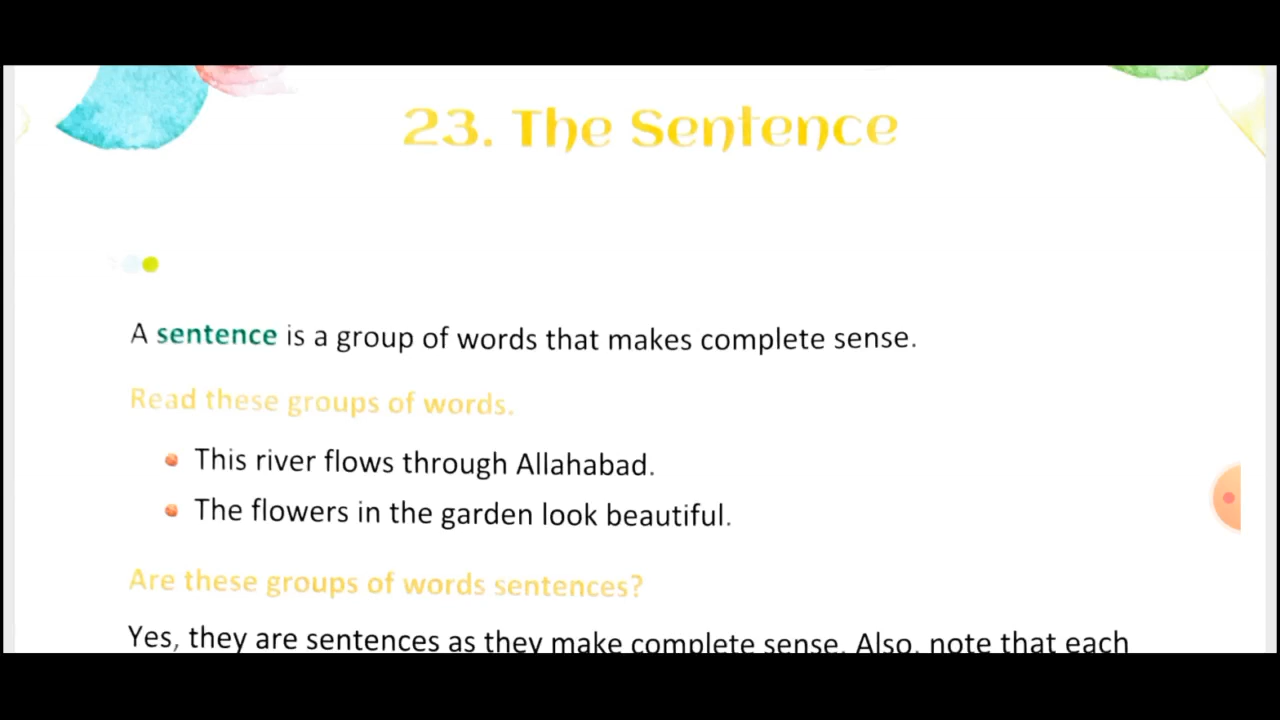 23. The Sentence
A sentence is a group of words that makes complete sense.
Read these groups of words.
This river flows through Allahabad.
The flowers in the garden look beautiful.
Are these groups of words sentences?
Yes, they are sentences as they make complete sense. Also, note that each